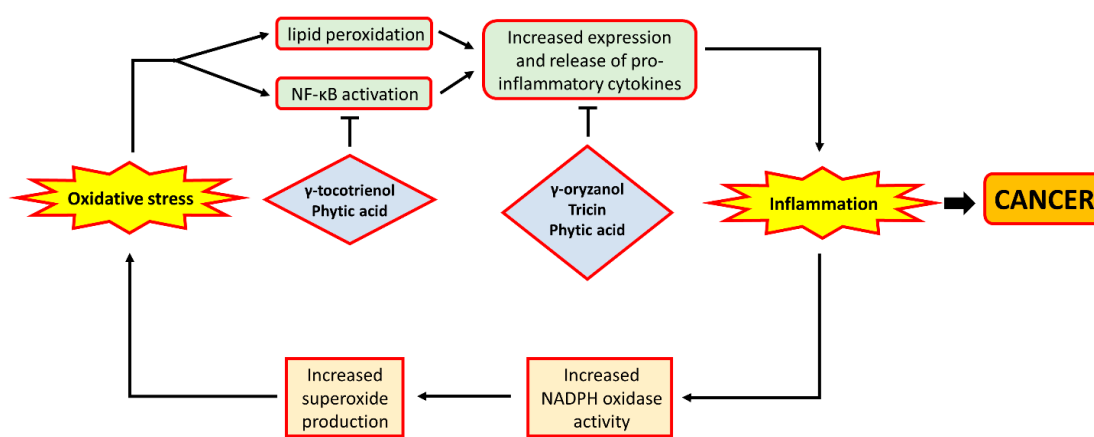 lipid peroxidation
NF-κB activation
Increased expression
and release of pro-
inflammatory cytokines
Oxidative stress
γ-tocotrienol
Phytic acid
γ-oryzanol
Tricin
Phytic acid
Inflammation
CANCER
Increased
superoxide
production
Increased
NADPH oxidase
activity